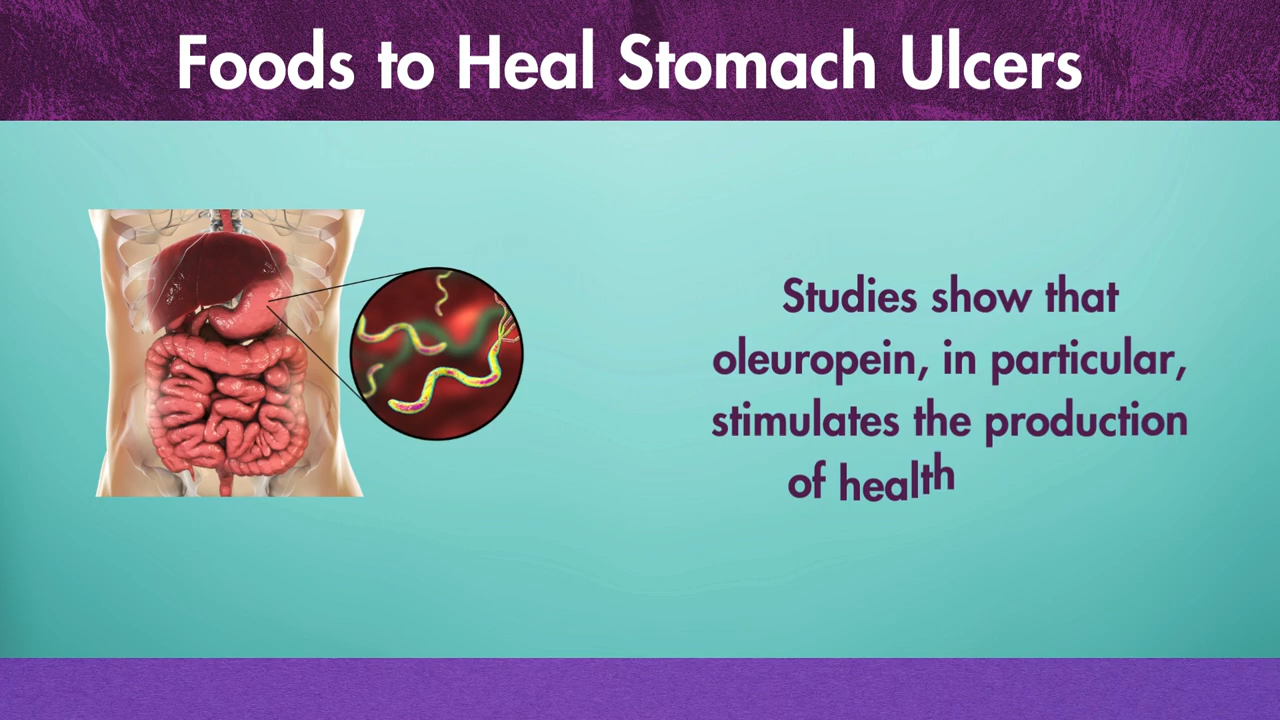 Foods to Heal Stomach Ulcers
Studies show that
oleuropein, in particular,
stimulates the production
of health